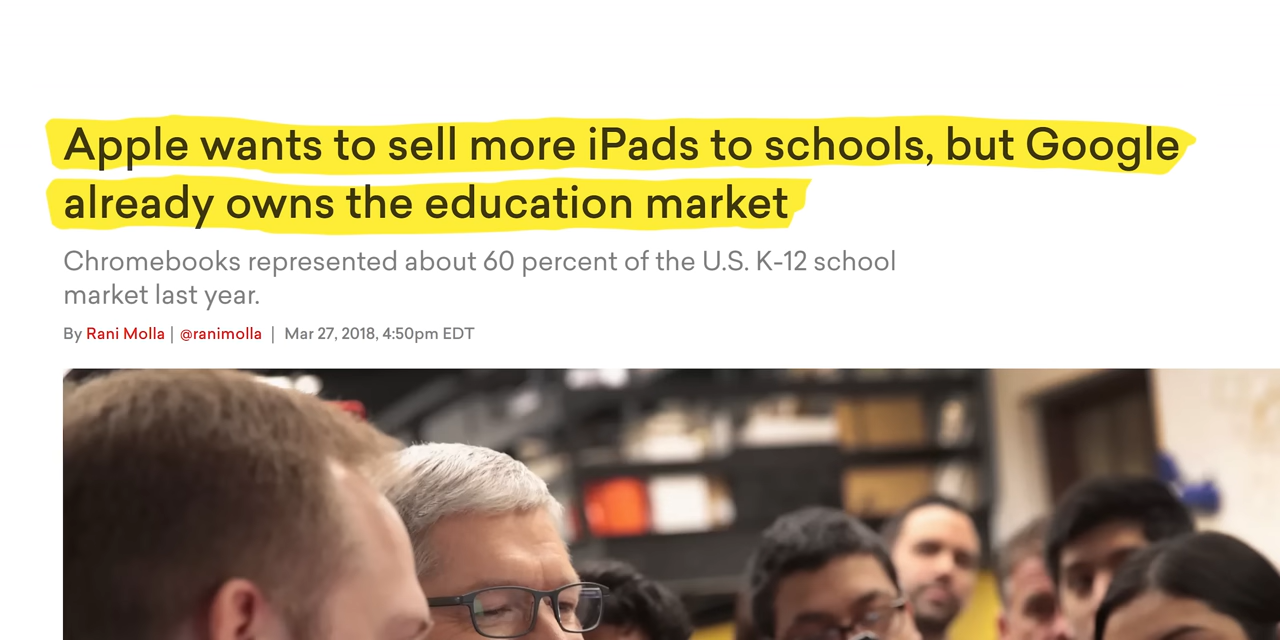 Apple wants to sell more iPads to schools, but Google
already owns the education market
Chromebooks represented about 60 percent of the U.S. K-12 school
market last year.
By Rani Molla | @ranimolla | Mar 27, 2018, 4:50pm EDT